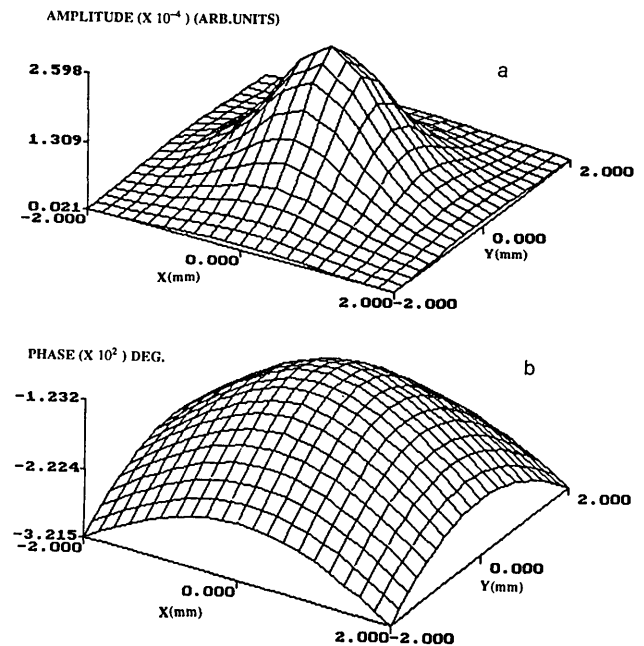 AMPLITUDE (X 10⁻⁴) (ARB.UNITS)
a
2.598
1.309
0.021
-2.000
0.000
X(mm)
2.000-2.000
0.000
Y(mm)
2.000
PHASE (X 10²) DEG.
b
-1.232
-2.224
-3.215
-2.000
0.000
X(mm)
2.000-2.000
0.000
Y(mm)
2.000